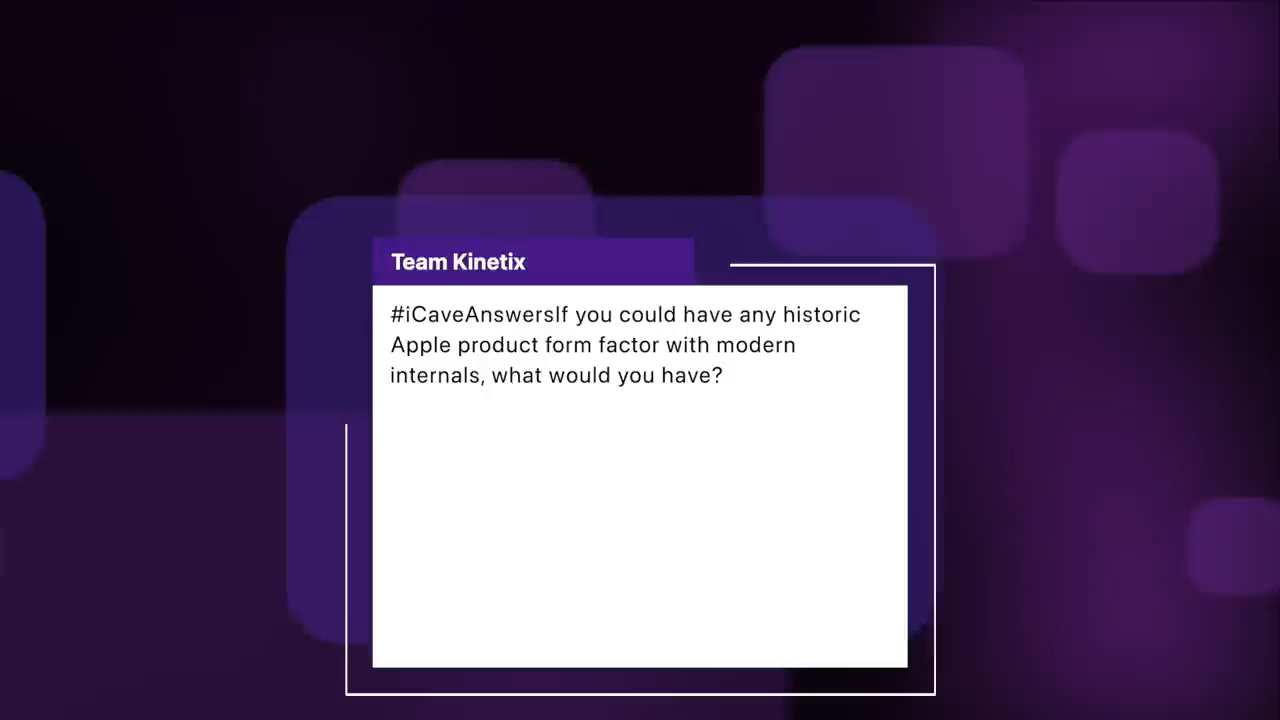 Team Kinetix
#iCaveAnswersIf you could have any historic
Apple product form factor with modern
internals, what would you have?